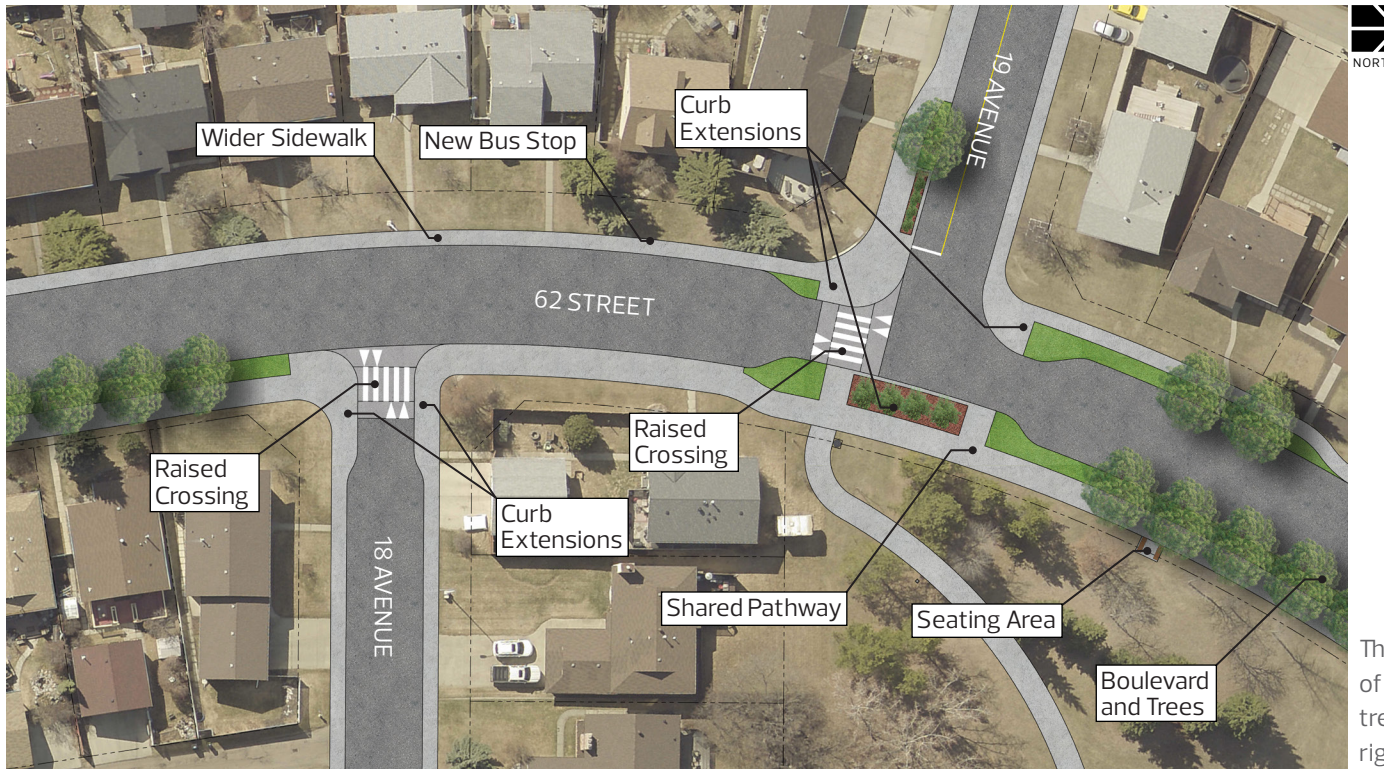 NORT
Curb
Extensions
19 AVENUE
Wider Sidewalk
New Bus Stop
62 STREET
Raised
Crossing
Raised
Crossing
Curb
Extensions
18 AVENUE
Shared Pathway
Seating Area
Boulevard
and Trees
Th
of
tre
rig